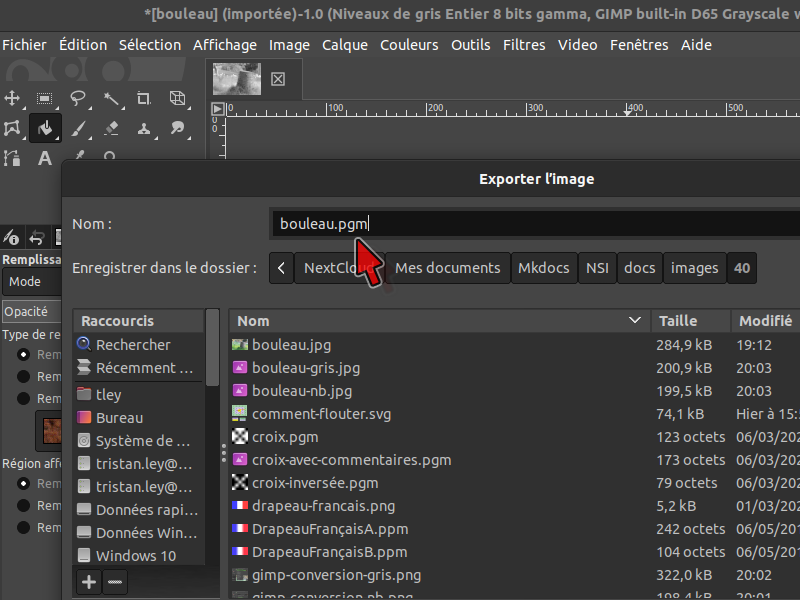 *[bouleau] (importée)-1.0 (Niveaux de gris Entier 8 bits gamma, GIMP built-in D65 Grayscale
Fichier Édition Sélection Affichage Image Calque Couleurs Outils Filtres Video Fenêtres Aide
0 100 200 300 400 500
0
Exporter l'image
Nom : bouleau.pgm
Remplissa
Enregistrer dans le dossier : NextCloud Mes documents Mkdocs NSI docs images 40
Mode
Opacité
Raccourcis Nom Taille Modifié
Type de re
Rechercher bouleau.jpg 284,9 kB 19:12
Rem
Récemment ... bouleau-gris.jpg 200,9 kB 20:03
Rem
tley bouleau-nb.jpg 199,5 kB 20:03
Rem
Bureau comment-flouter.svg 74,1 kB Hier à 15:
Système de ... croix.pgm 123 octets 06/03/202
Région affe
tristan.ley@... croix-avec-commentaires.pgm 173 octets 06/03/202
Rem
tristan.ley@... croix-inversée.pgm 79 octets 06/03/202
Rem
Données rapi... drapeau-francais.png 5,2 kB 01/03/202
Rem
Données Win... DrapeauFrançaisA.ppm 242 octets 06/05/201
Windows 10 DrapeauFrançaisB.ppm 104 octets 06/05/201
gimp-conversion-gris.png 322,0 kB 20:02
gimp-conversion-nb.png 198,4 kB 20:01